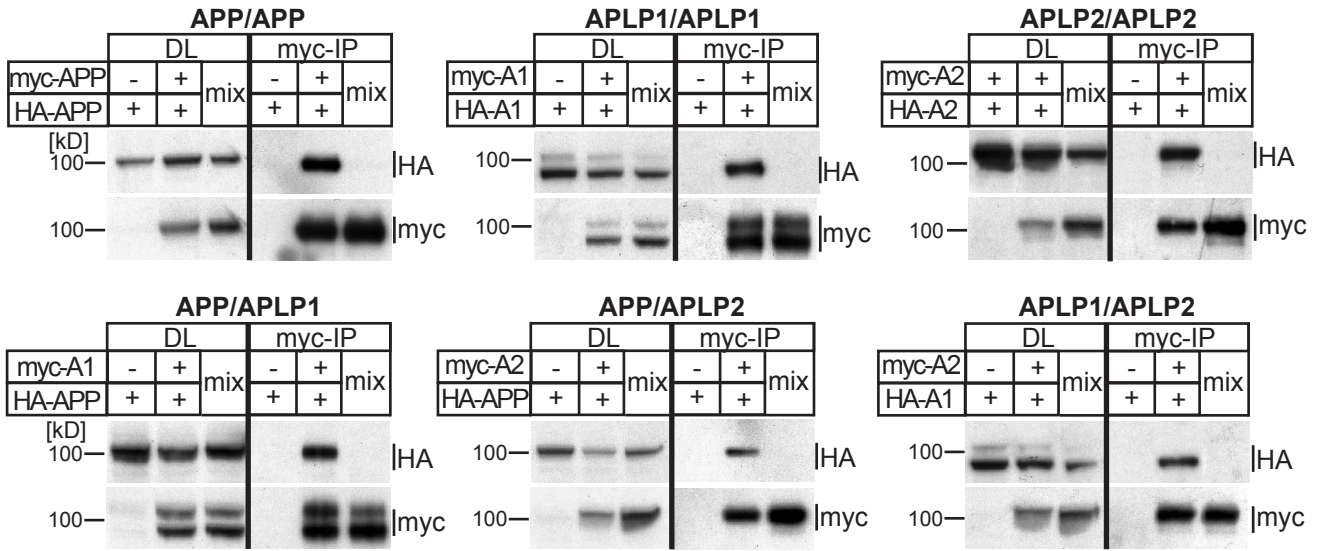 APP/APP
DL myc-IP
myc-APP - + mix - + mix
HA-APP + + + +
[kD]
100 HA
100 myc
APLP1/APLP1
DL myc-IP
myc-A1 - + mix - + mix
HA-A1 + + + +
100 HA
100 myc
APLP2/APLP2
DL myc-IP
myc-A2 + + mix - + mix
HA-A2 + + + +
100 HA
100 myc
APP/APLP1
DL myc-IP
myc-A1 - + mix - + mix
HA-APP + + + +
[kD]
100 HA
100 myc
APP/APLP2
DL myc-IP
myc-A2 - + mix - + mix
HA-APP + + + +
100 HA
100 myc
APLP1/APLP2
DL myc-IP
myc-A2 - + mix - + mix
HA-A1 + + + +
100 HA
100 myc